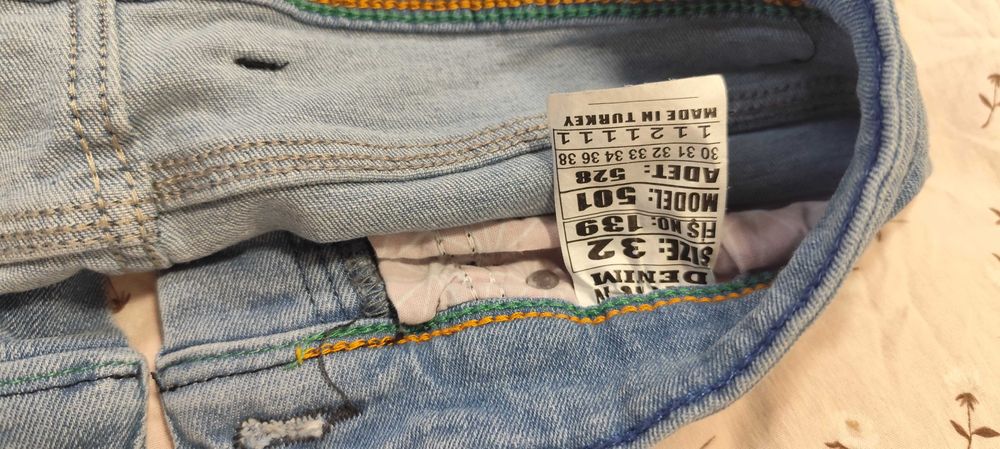 DENIM
SIZE: 32
FİŞ NO: 139
MODEL: 501
ADET: 528
30 31 32 33 34 36 38
1 1 2 1 1 1 1
MADE IN TURKEY